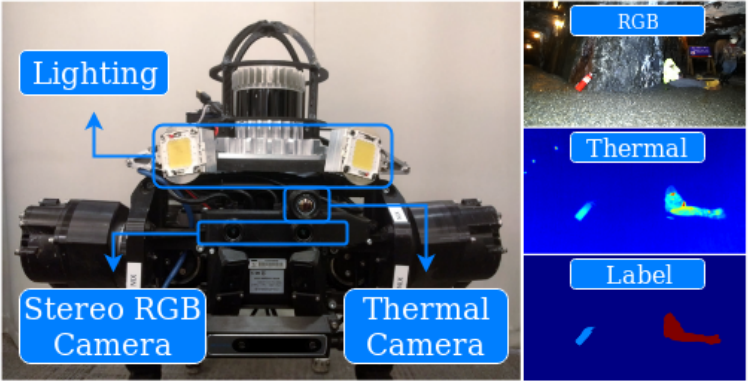 Lighting
Stereo RGB
Camera
Thermal
Camera
RGB
Thermal
Label